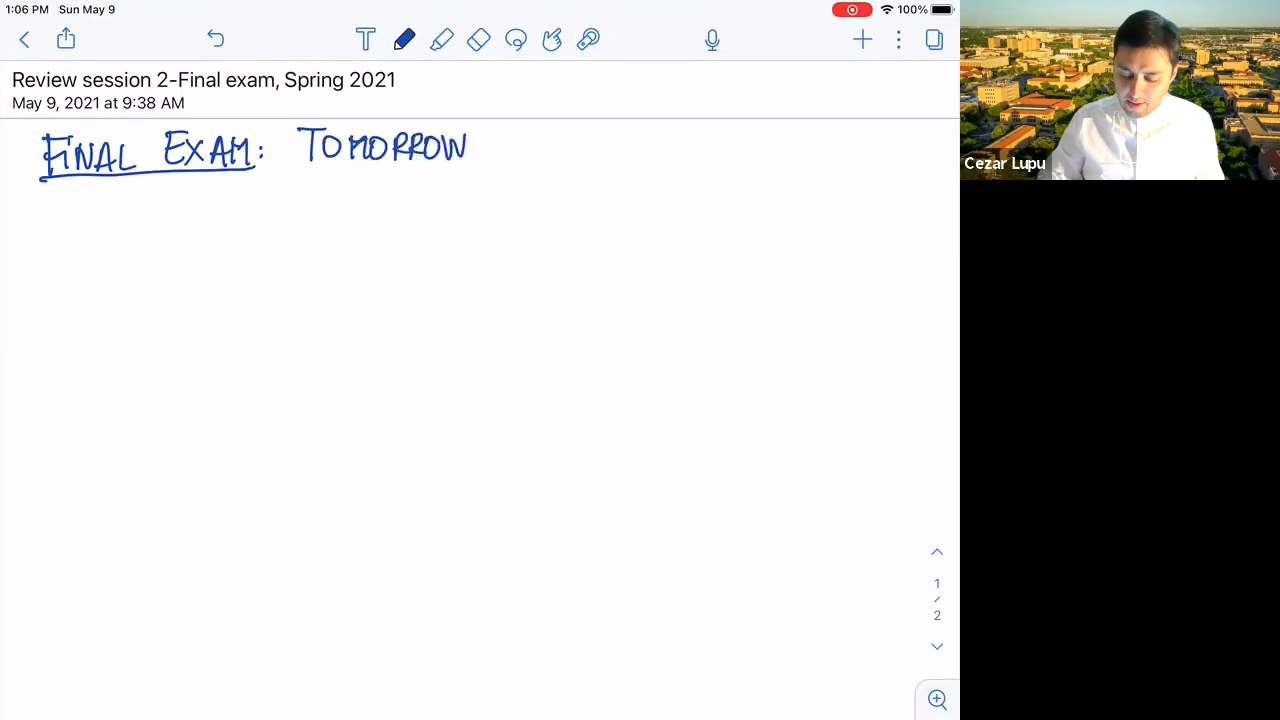 1:06 PM Sun May 9
100%
Review session 2-Final exam, Spring 2021
May 9, 2021 at 9:38 AM
FINAL EXAM: TOMORROW
Cezar Lupu
1
/
2